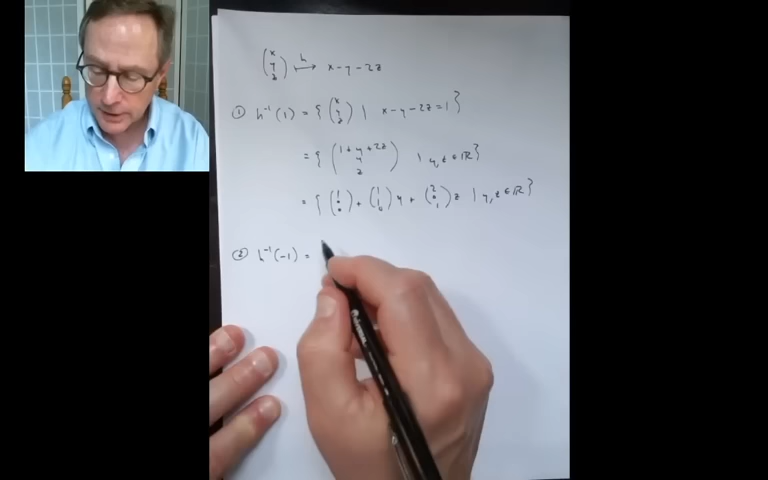 (x y z) ↦ʰ x - y - 2z
① h⁻¹(1) = { (x y z) | x - y - 2z = 1 }
= { (1 + y + 2z y z) | y, z ∈ ℝ }
= { (1 0 0) + (1 1 0) y + (2 0 1) z | y, z ∈ ℝ }
② h⁻¹(-1) =